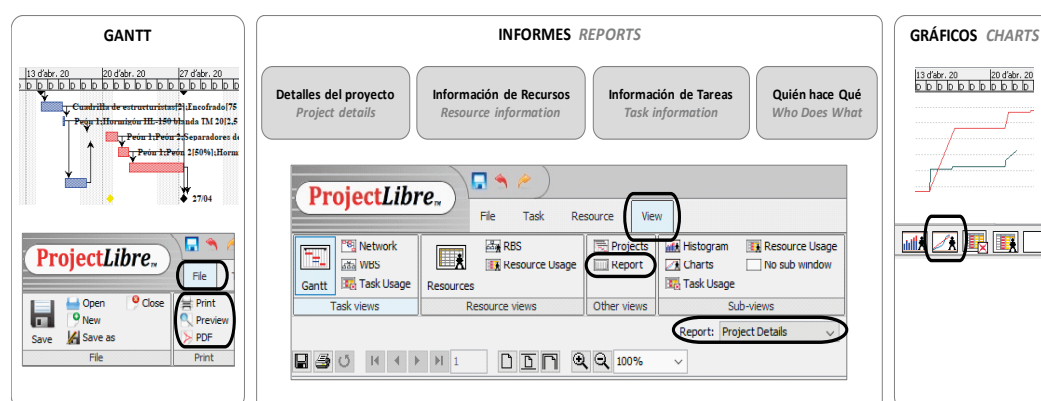 GANTT
13 d'abr. 20 20 d'abr. 20 27 d'abr. 20
D D D D D D D D D D D D D D D D
Cuadrilla de estructuristas[2];Encofrado[75
Peón 1;Hormigón HL-150 blanda TM 20[2,5
Peón 1;Peón 2;Separadores de
Peón 1;Peón 2[50%];Horm
27/04
ProjectLibre™
File
Save
Open
New
Save as
Close
File
Print
Preview
PDF
Print
INFORMES REPORTS
Detalles del proyecto
Project details
Información de Recursos
Resource information
Información de Tareas
Task information
Quién hace Qué
Who Does What
ProjectLibre™
File Task Resource View
Gantt
Network
WBS
Task Usage
Task views
Resources
RBS
Resource Usage
Resource views
Projects
Report
Other views
Histogram
Charts
Task Usage
Resource Usage
No sub window
Sub-views
Report: Project Details
1
100%
GRÁFICOS CHARTS
13 d'abr. 20 20 d'abr. 20
D D D D D D D D D D D